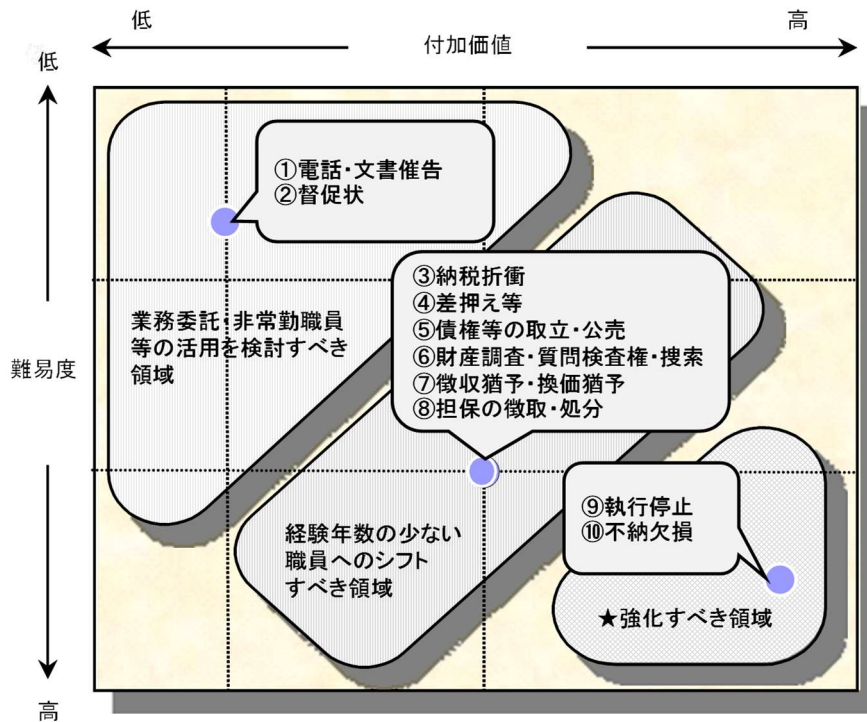 低
付加価値
高
低
難易度
高
①電話・文書催告
②督促状
業務委託・非常勤職員
等の活用を検討すべき
領域
③納税折衝
④差押え等
⑤債権等の取立・公売
⑥財産調査・質問検査権・捜索
⑦徴収猶予・換価猶予
⑧担保の徴取・処分
経験年数の少ない
職員へのシフト
すべき領域
⑨執行停止
⑩不納欠損
★強化すべき領域